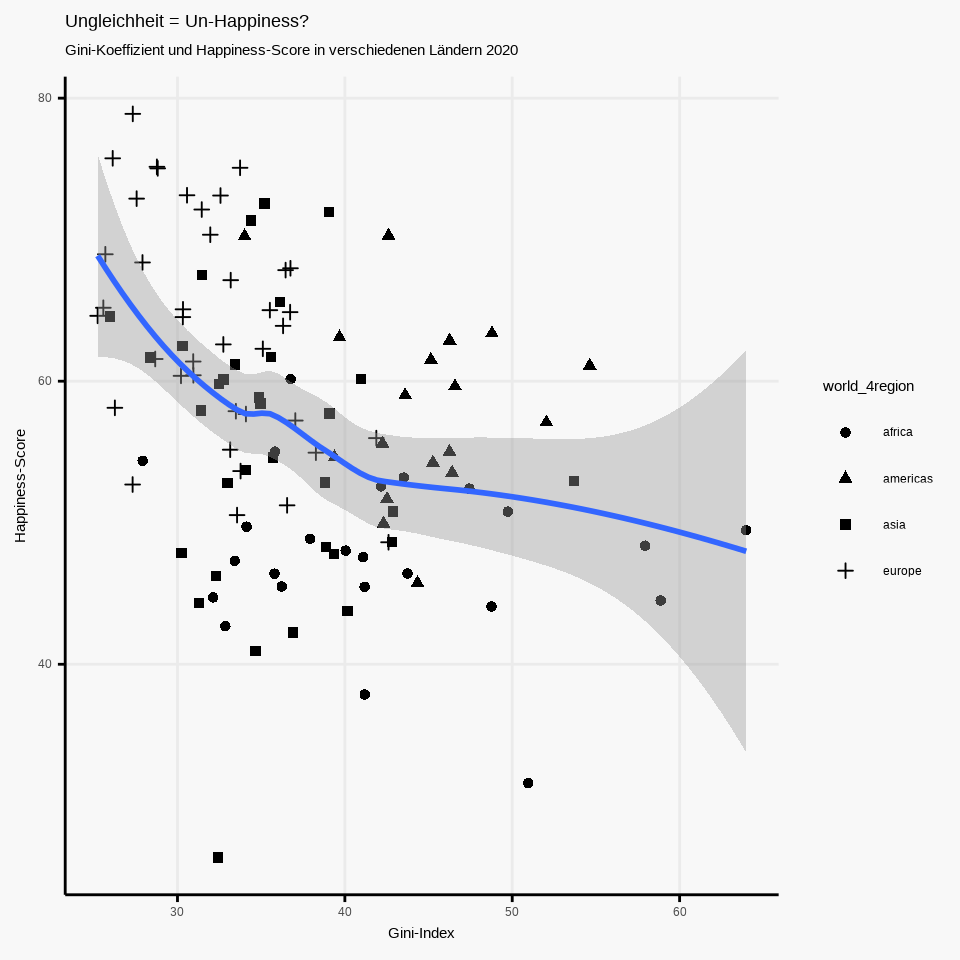 Ungleichheit = Un-Happiness?
Gini-Koeffizient und Happiness-Score in verschiedenen Ländern 2020
80
60
40
Happiness-Score
30
40
50
60
Gini-Index
world_4region
africa
americas
asia
europe